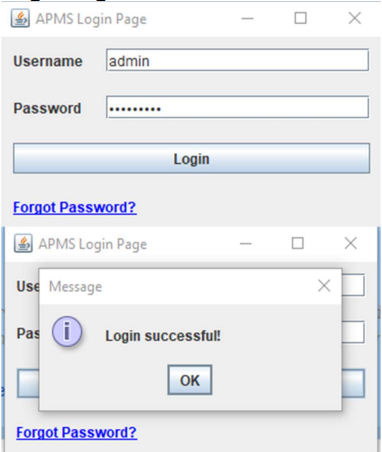 APMS Login Page
Username admin
Password •••••••••
Login
Forgot Password?
APMS Login Page
Use
Message
Pas
Login successful!
OK
Forgot Password?